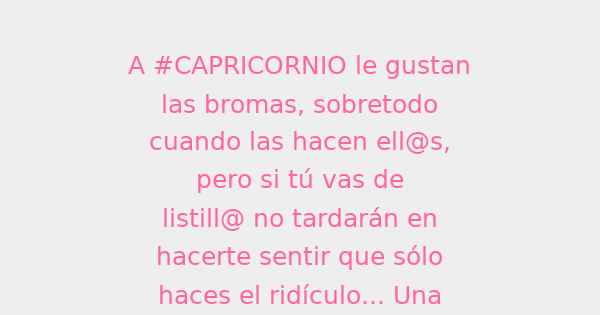 A #CAPRICORNIO le gustan
las bromas, sobretodo
cuando las hacen ell@s,
pero si tú vas de
listill@ no tardarán en
hacerte sentir que sólo
haces el ridículo... Una